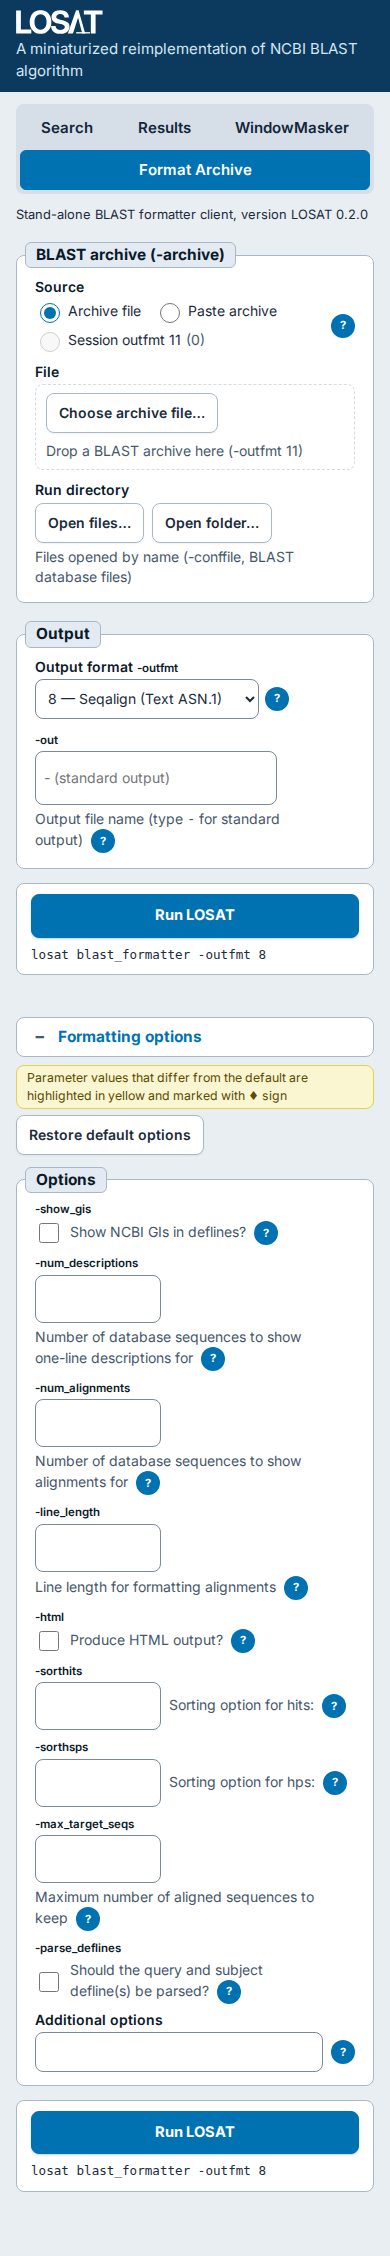 LOSAT
A miniaturized reimplementation of NCBI BLAST
algorithm
Search Results WindowMasker
Format Archive
Stand-alone BLAST formatter client, version LOSAT 0.2.0
BLAST archive (-archive)
Source
Archive file Paste archive
?
Session outfmt 11 (0)
File
Choose archive file...
Drop a BLAST archive here (-outfmt 11)
Run directory
Open files... Open folder...
Files opened by name (-conffile, BLAST
database files)
Output
Output format -outfmt
8 — Seqalign (Text ASN.1) ?
-out
- (standard output)
Output file name (type - for standard
output) ?
Run LOSAT
losat blast_formatter -outfmt 8
− Formatting options
Parameter values that differ from the default are
highlighted in yellow and marked with ♦ sign
Restore default options
Options
-show_gis
Show NCBI GIs in deflines? ?
-num_descriptions
Number of database sequences to show
one-line descriptions for ?
-num_alignments
Number of database sequences to show
alignments for ?
-line_length
Line length for formatting alignments ?
-html
Produce HTML output? ?
-sorthits
Sorting option for hits: ?
-sorthsps
Sorting option for hps: ?
-max_target_seqs
Maximum number of aligned sequences to
keep ?
-parse_deflines
Should the query and subject
defline(s) be parsed? ?
Additional options
?
Run LOSAT
losat blast_formatter -outfmt 8